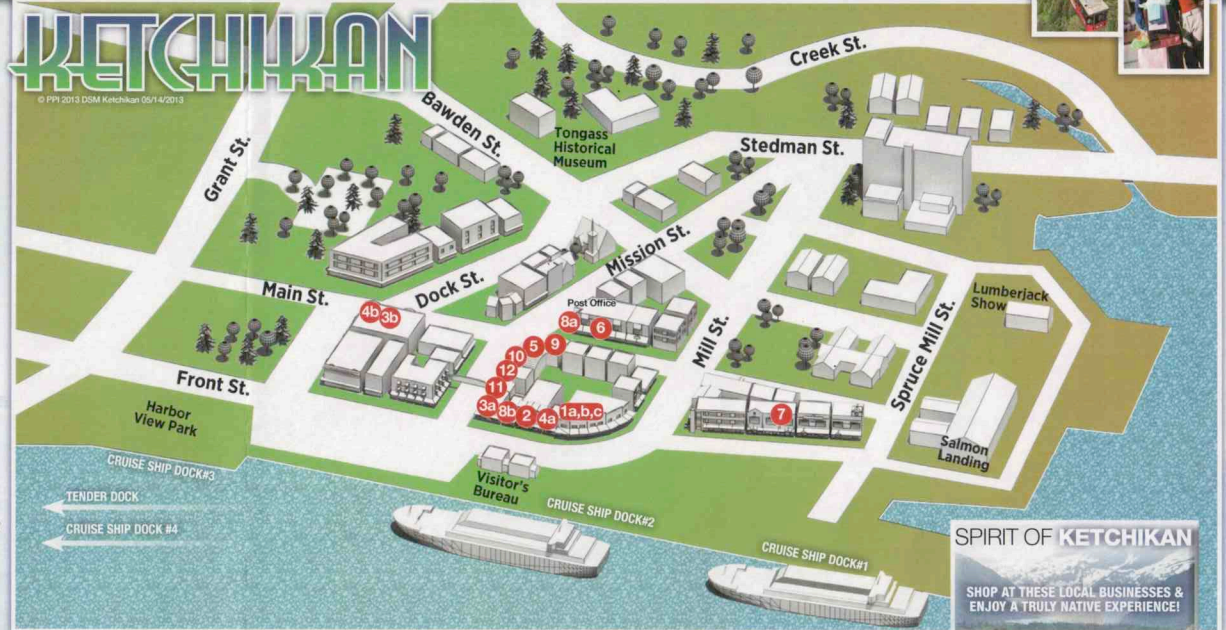 KETCHIKAN
© PPI 2013 DSM Ketchikan 05/14/2013
Creek St.
Bawden St.
Tongass
Historical
Museum
Stedman St.
Grant St.
Mission St.
Main St.
Dock St.
Post Office
4b
3b
8a
6
5
9
10
12
11
3a
8b
2
4a
1a,b,c
7
Mill St.
Spruce Mill St.
Lumberjack
Show
Front St.
Harbor
View Park
Salmon
Landing
Visitor's
Bureau
CRUISE SHIP DOCK#3
TENDER DOCK
CRUISE SHIP DOCK #4
CRUISE SHIP DOCK#2
CRUISE SHIP DOCK#1
SPIRIT OF KETCHIKAN
SHOP AT THESE LOCAL BUSINESSES &
ENJOY A TRULY NATIVE EXPERIENCE!